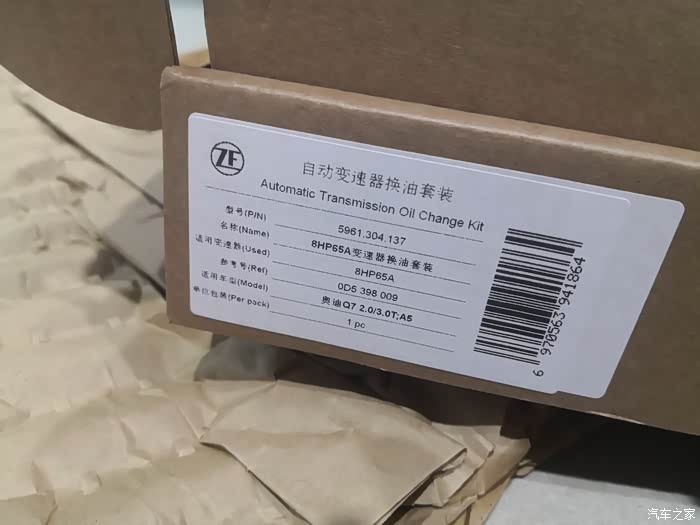 ZF
自动变速器换油套装
Automatic Transmission Oil Change Kit
型号(P/N) 5961.304.137
名称(Name) 8HP65A变速器换油套装
适用变速器(Used) 8HP65A
参考号(Ref) 0D5 398 009
适用车型(Model) 奥迪Q7 2.0/3.0T;A5
单位包装(Per pack) 1 pc
6 970563 941864
汽车之家